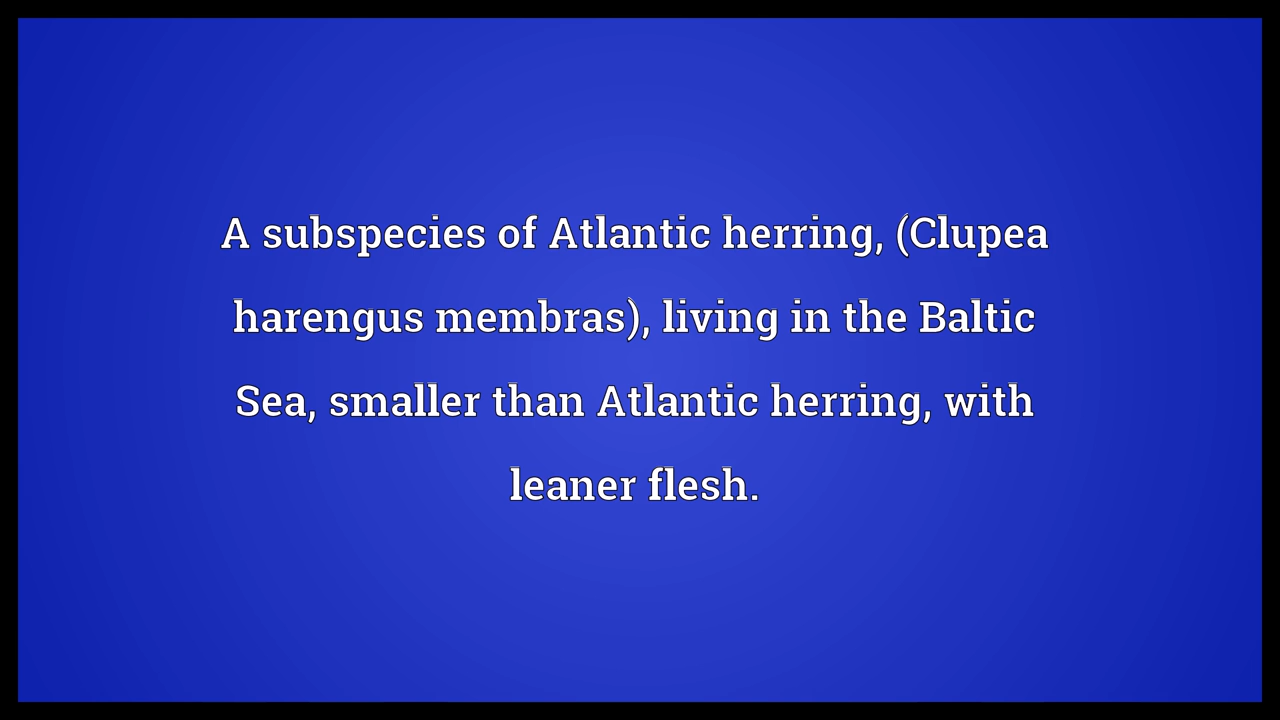 A subspecies of Atlantic herring, (Clupea
harengus membras), living in the Baltic
Sea, smaller than Atlantic herring, with
leaner flesh.